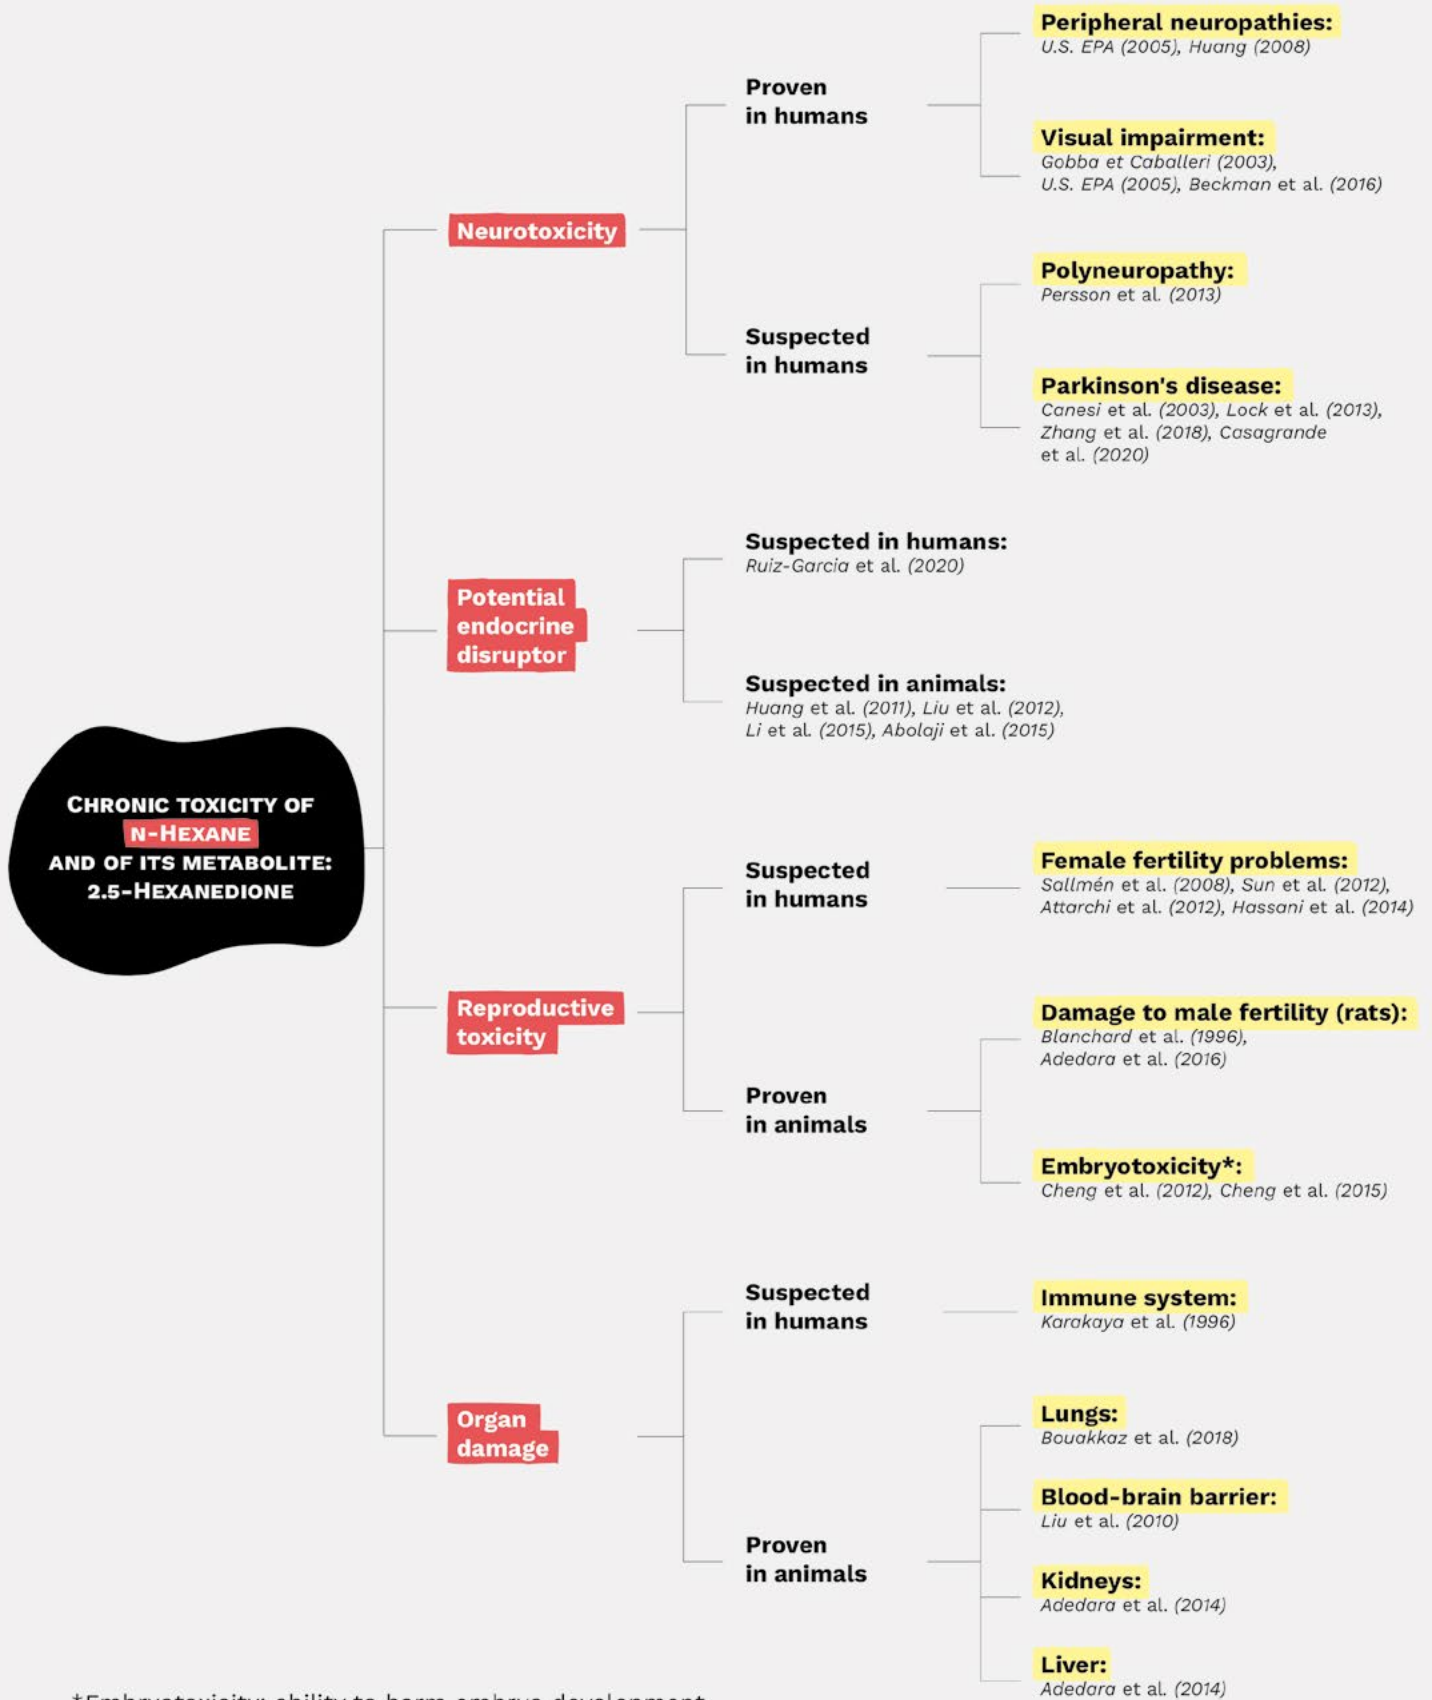 CHRONIC TOXICITY OF
N-HEXANE
AND OF ITS METABOLITE:
2.5-HEXANEDIONE
Neurotoxicity
Proven
in humans
Peripheral neuropathies:
U.S. EPA (2005), Huang (2008)
Visual impairment:
Gobba et Caballeri (2003),
U.S. EPA (2005), Beckman et al. (2016)
Suspected
in humans
Polyneuropathy:
Persson et al. (2013)
Parkinson's disease:
Canesi et al. (2003), Lock et al. (2013),
Zhang et al. (2018), Casagrande
et al. (2020)
Potential
endocrine
disruptor
Suspected in humans:
Ruiz-Garcia et al. (2020)
Suspected in animals:
Huang et al. (2011), Liu et al. (2012),
Li et al. (2015), Abolaji et al. (2015)
Reproductive
toxicity
Suspected
in humans
Female fertility problems:
Sallmén et al. (2008), Sun et al. (2012),
Attarchi et al. (2012), Hassani et al. (2014)
Proven
in animals
Damage to male fertility (rats):
Blanchard et al. (1996),
Adedara et al. (2016)
Embryotoxicity*:
Cheng et al. (2012), Cheng et al. (2015)
Organ
damage
Suspected
in humans
Immune system:
Karakaya et al. (1996)
Proven
in animals
Lungs:
Bouakkaz et al. (2018)
Blood-brain barrier:
Liu et al. (2010)
Kidneys:
Adedara et al. (2014)
Liver:
Adedara et al. (2014)
*Embryotoxicity: ability to harm embryo development